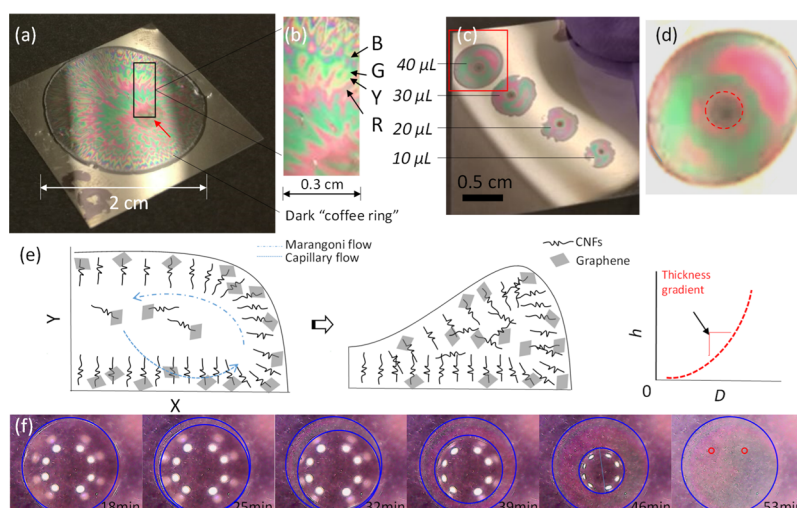 (a)
2 cm
(b)
B
G
Y
R
0.3 cm
Dark "coffee ring"
(c)
40 µL
30 µL
20 µL
10 µL
0.5 cm
(d)
(e)
Marangoni flow
Capillary flow
CNFs
Graphene
Y
X
Thickness
gradient
h
0
D
(f)
18min
25min
32min
39min
46min
53min